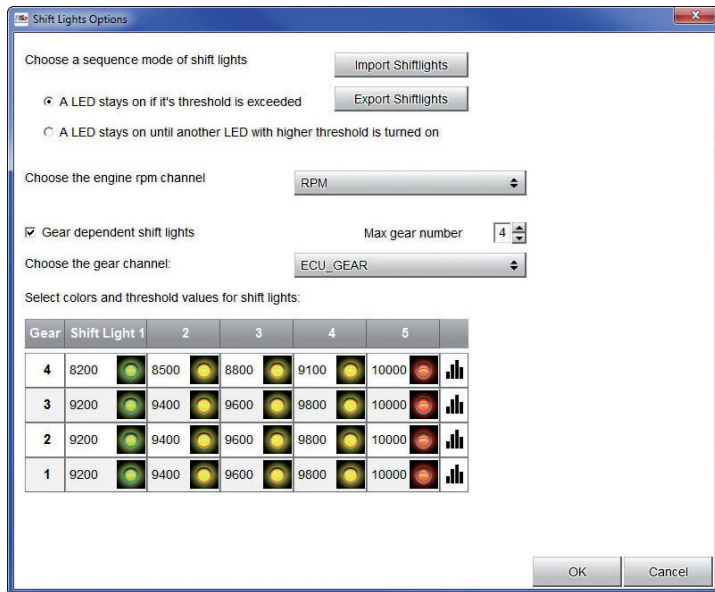 Shift Lights Options
Choose a sequence mode of shift lights
Import Shiftlights
A LED stays on if it's threshold is exceeded
Export Shiftlights
A LED stays on until another LED with higher threshold is turned on
Choose the engine rpm channel
RPM
Gear dependent shift lights
Max gear number
4
Choose the gear channel:
ECU_GEAR
Select colors and threshold values for shift lights:
Gear Shift Light 1 2 3 4 5
4 8200 8500 8800 9100 10000
3 9200 9400 9600 9800 10000
2 9200 9400 9600 9800 10000
1 9200 9400 9600 9800 10000
OK
Cancel